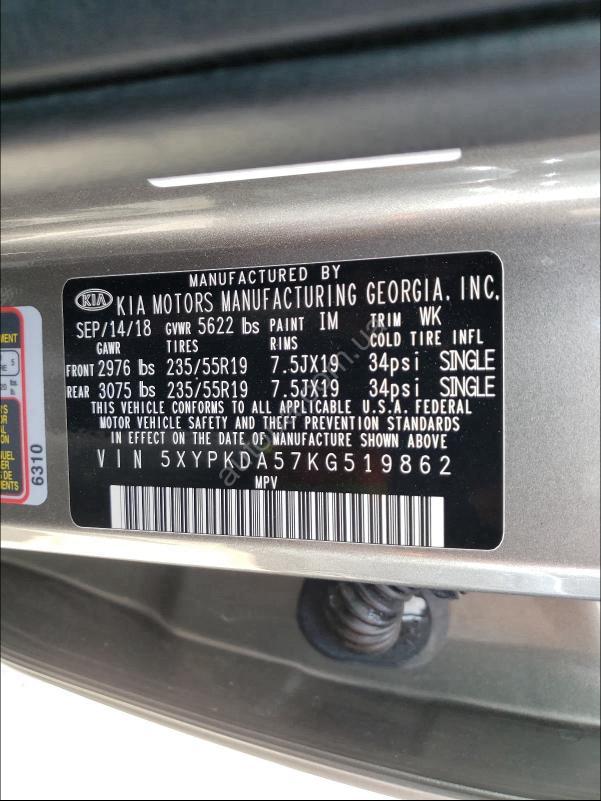 MANUFACTURED BY
KIA KIA MOTORS MANUFACTURING GEORGIA, INC.
SEP/14/18 GVWR 5622 lbs PAINT IM TRIM WK
GAWR TIRES RIMS COLD TIRE INFL
FRONT 2976 lbs 235/55R19 7.5JX19 34psi SINGLE
REAR 3075 lbs 235/55R19 7.5JX19 34psi SINGLE
THIS VEHICLE CONFORMS TO ALL APPLICABLE U.S.A. FEDERAL
MOTOR VEHICLE SAFETY AND THEFT PREVENTION STANDARDS
IN EFFECT ON THE DATE OF MANUFACTURE SHOWN ABOVE
VIN 5XYPKDA57KG519862
MPV
6310